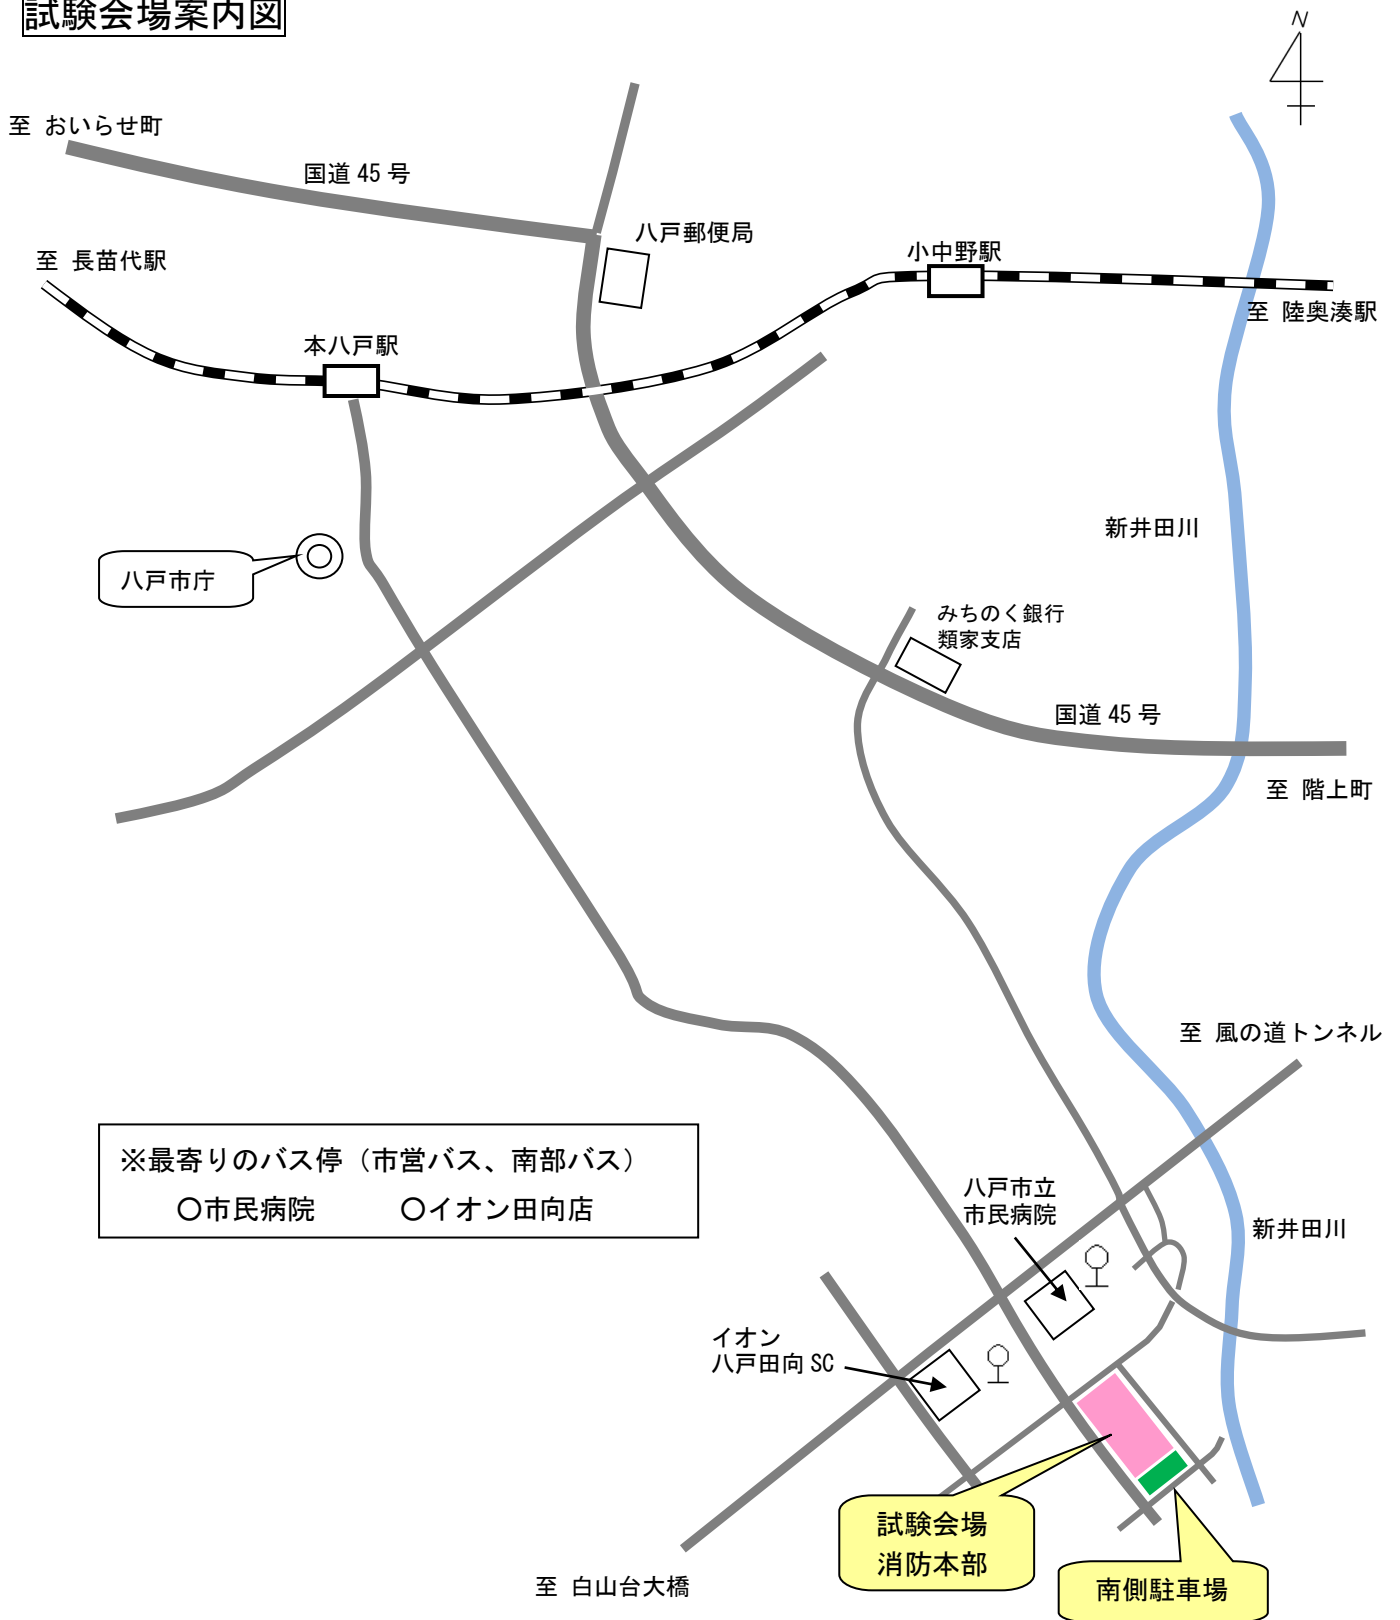 試験会場案内図
N
至 おいらせ町
国道 45 号
八戸郵便局
小中野駅
至 長苗代駅
至 陸奥湊駅
本八戸駅
新井田川
八戸市庁
みちのく銀行
類家支店
国道 45 号
至 階上町
至 風の道トンネル
※最寄りのバス停（市営バス、南部バス）
○市民病院 ○イオン田向店
八戸市立
市民病院
新井田川
イオン
八戸田向 SC
試験会場
消防本部
南側駐車場
至 白山台大橋